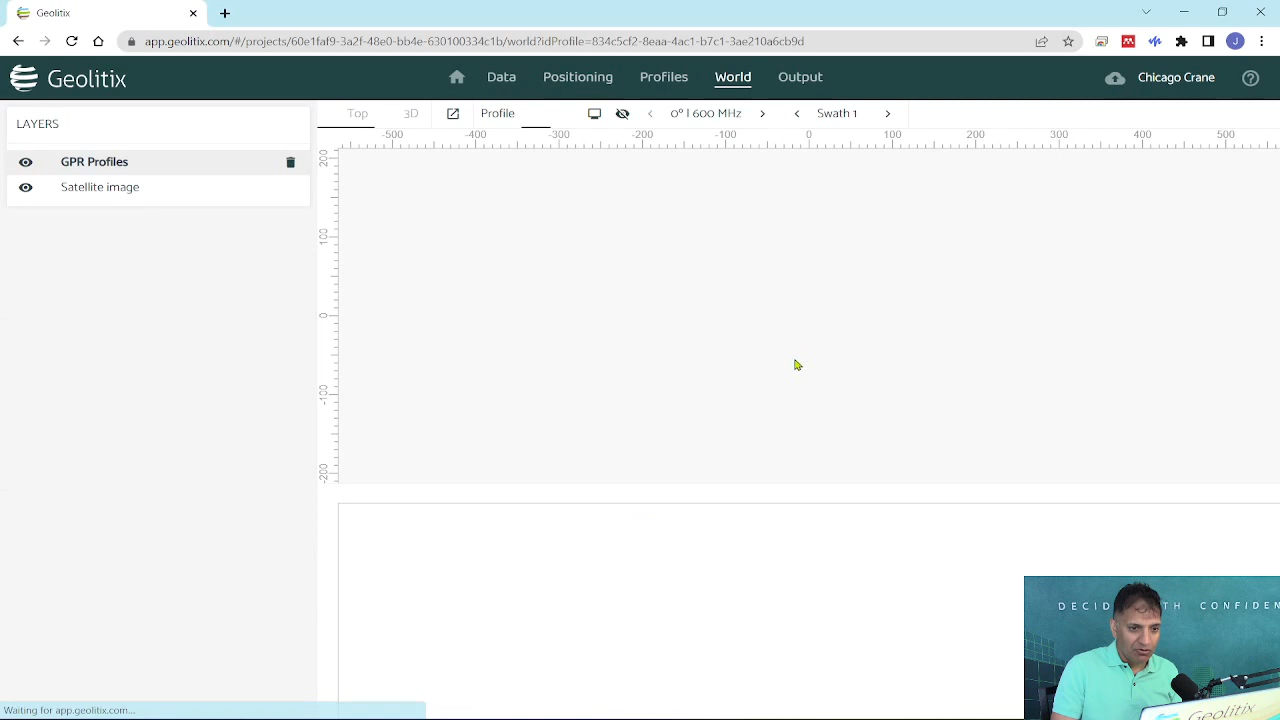 Geolitix
app.geolitix.com/#/projects/60e1faf9-3a2f-48e0-bb4e-630100334c1b/world?idProfile=834c5cf2-8eaa-4ac1-b7c1-3ae210a6cb9d
J
Geolitix
Data
Positioning
Profiles
World
Output
Chicago Crane
LAYERS
Top
3D
Profile
0° | 600 MHz
Swath 1
-500
-400
-300
-200
-100
0
100
200
300
400
500
GPR Profiles
Satellite image
200
100
0
-100
-200
DECID TH CONFIDEN
Geolitix
Waiting for app.geolitix.com...